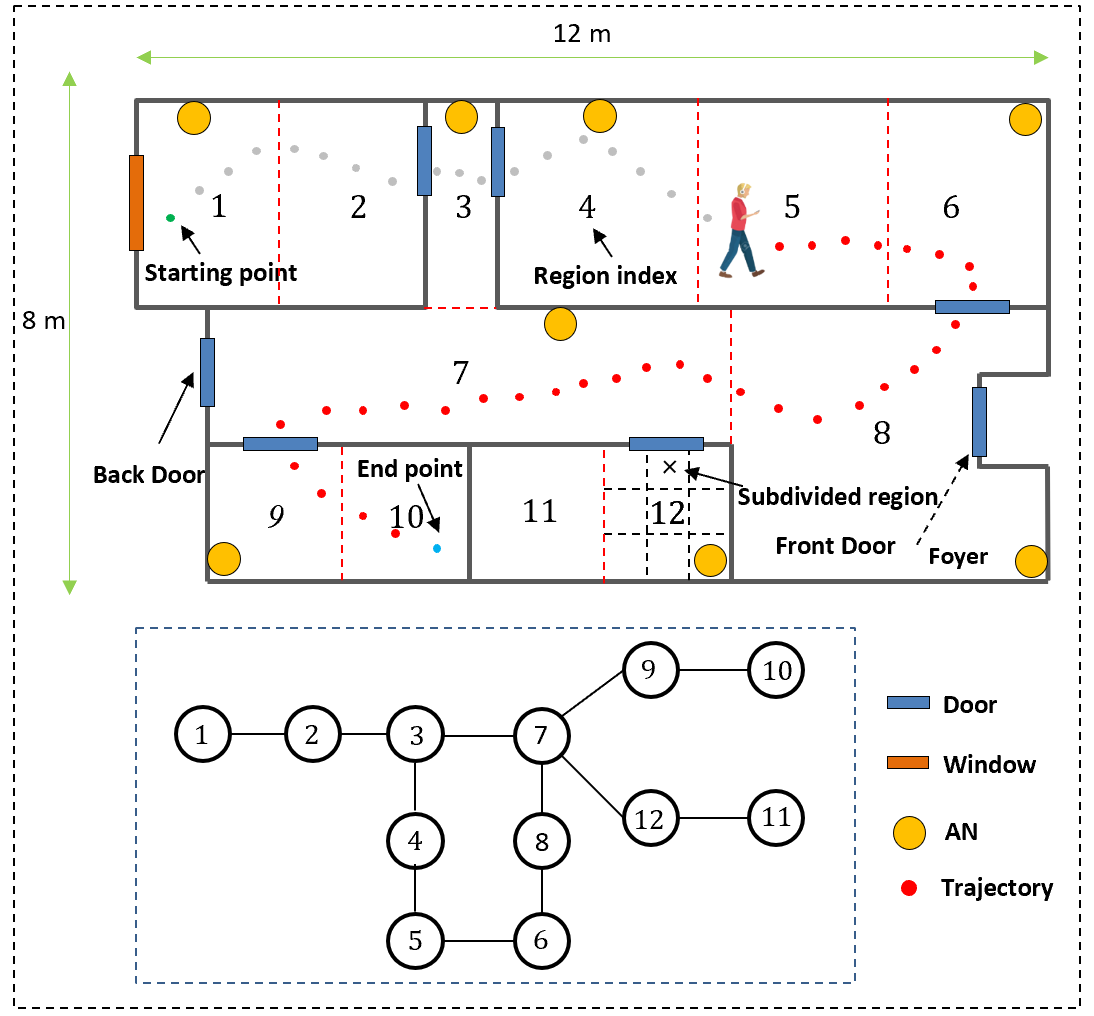 12 m
8 m
1
2
3
4
5
6
Starting point
Region index
7
8
Back Door
End point
9
10
11
12
×
Subdivided region
Front Door
Foyer
1
2
3
7
9
10
4
8
12
11
5
6
Door
Window
AN
Trajectory